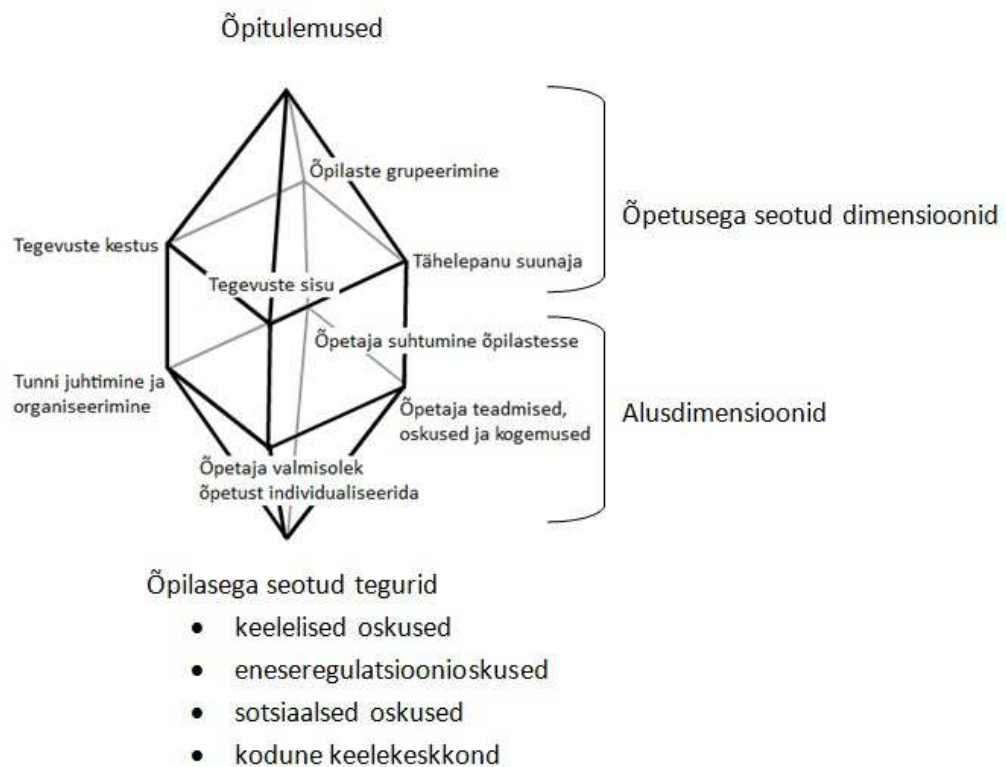 Õpitulemused
Õpilaste grupeerimine
Õpetusega seotud dimensioonid
Tegevuste kestus
Tähelepanu suunaja
Tegevuste sisu
Õpetaja suhtumine õpilastesse
Tunni juhtimine ja
organiseerimine
Õpetaja teadmised,
oskused ja kogemused
Alusdimensioonid
Õpetaja valmisolek
õpetust individualiseerida
Õpilasega seotud tegurid
• keelelised oskused
• eneseregulatsioonioskused
• sotsiaalsed oskused
• kodune keelekeskkond